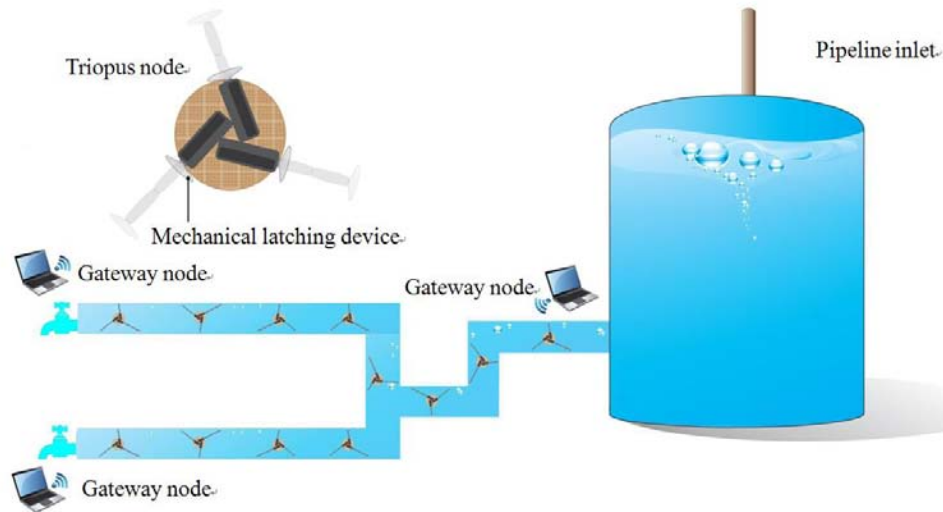 Triopus node
Pipeline inlet
Mechanical latching device
Gateway node
Gateway node
Gateway node